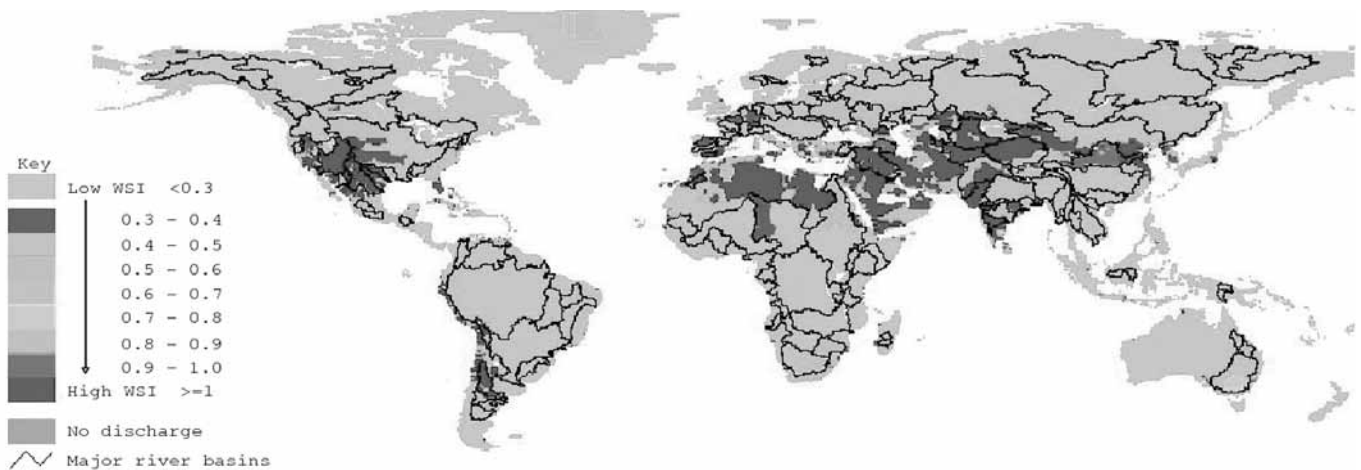 Key
Low WSI <0.3
0.3 - 0.4
0.4 - 0.5
0.5 - 0.6
0.6 - 0.7
0.7 - 0.8
0.8 - 0.9
0.9 - 1.0
High WSI >=1
No discharge
Major river basins